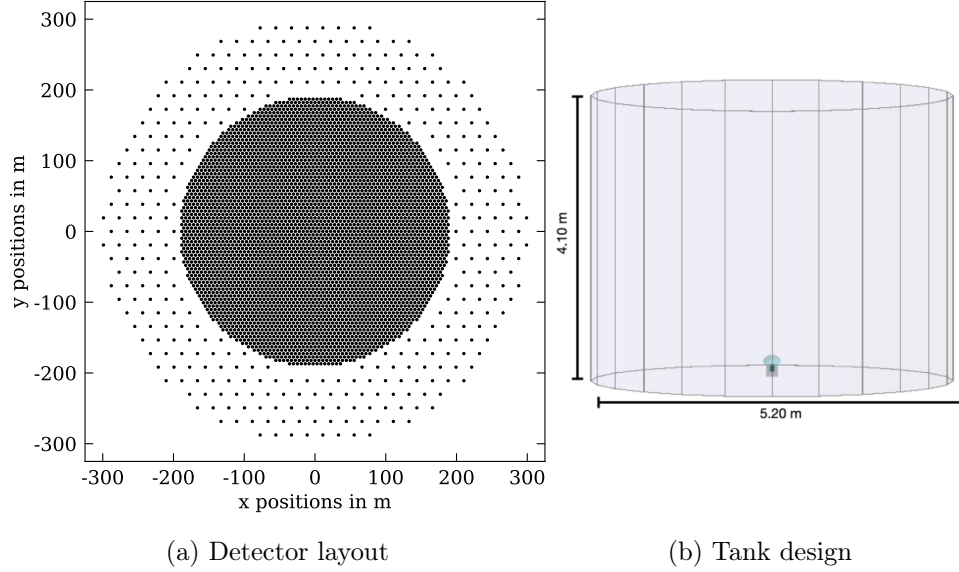 300
200
100
0
-100
-200
-300
y positions in m
-300 -200 -100 0 100 200 300
x positions in m
4.10 m
5.20 m
(a) Detector layout
(b) Tank design